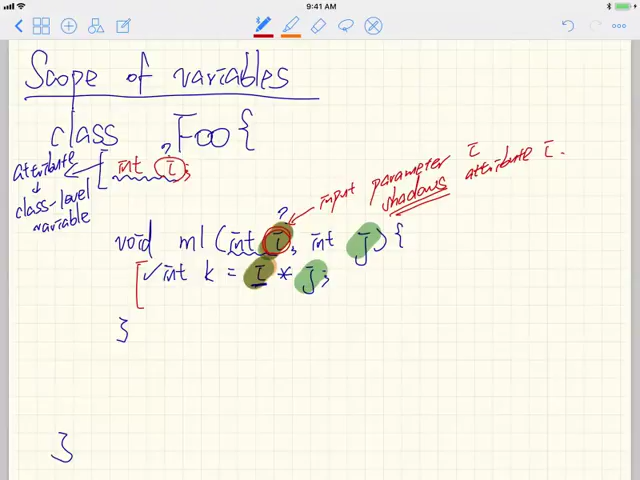 9:41 AM
Scope of variables
class Foo {
attribute
class-level
variable
int i;
?
input parameter i
shadows attribute i.
?
void m1 (int i, int j) {
int k = i * j;
}
}